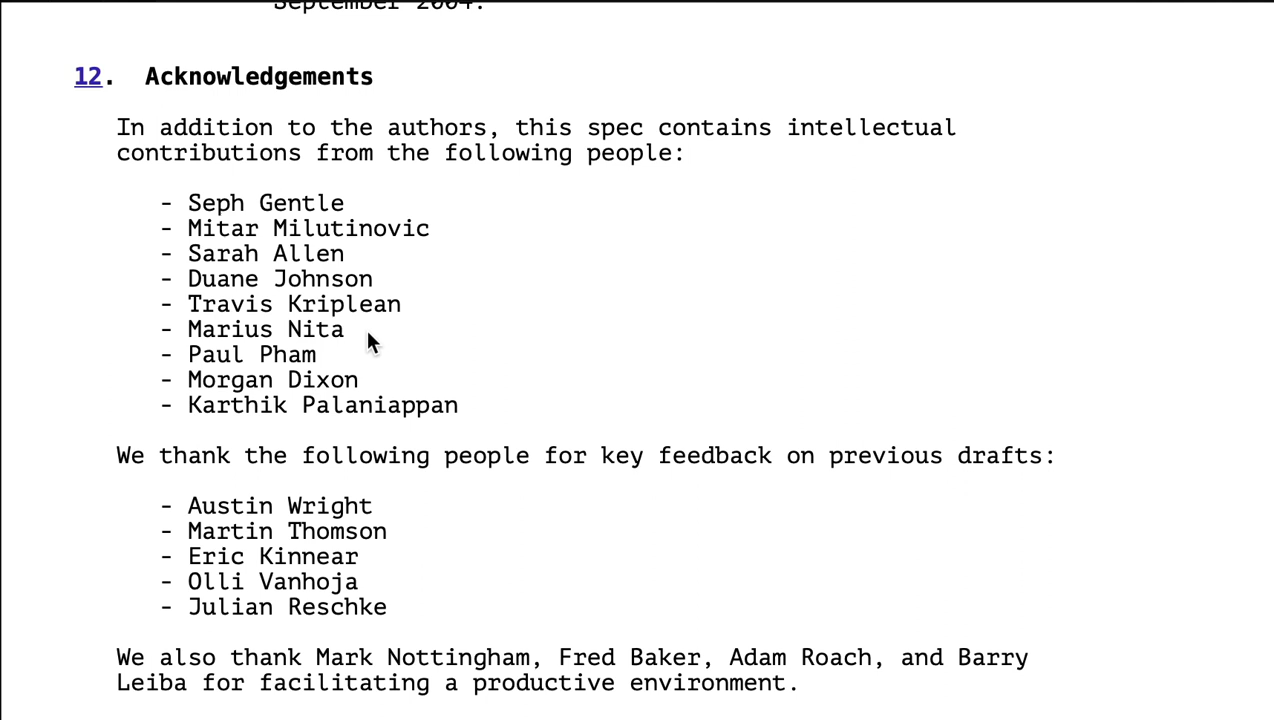 September 2004.
12. Acknowledgements
In addition to the authors, this spec contains intellectual
contributions from the following people:
- Seph Gentle
- Mitar Milutinovic
- Sarah Allen
- Duane Johnson
- Travis Kriplean
- Marius Nita
- Paul Pham
- Morgan Dixon
- Karthik Palaniappan
We thank the following people for key feedback on previous drafts:
- Austin Wright
- Martin Thomson
- Eric Kinnear
- Olli Vanhoja
- Julian Reschke
We also thank Mark Nottingham, Fred Baker, Adam Roach, and Barry
Leiba for facilitating a productive environment.